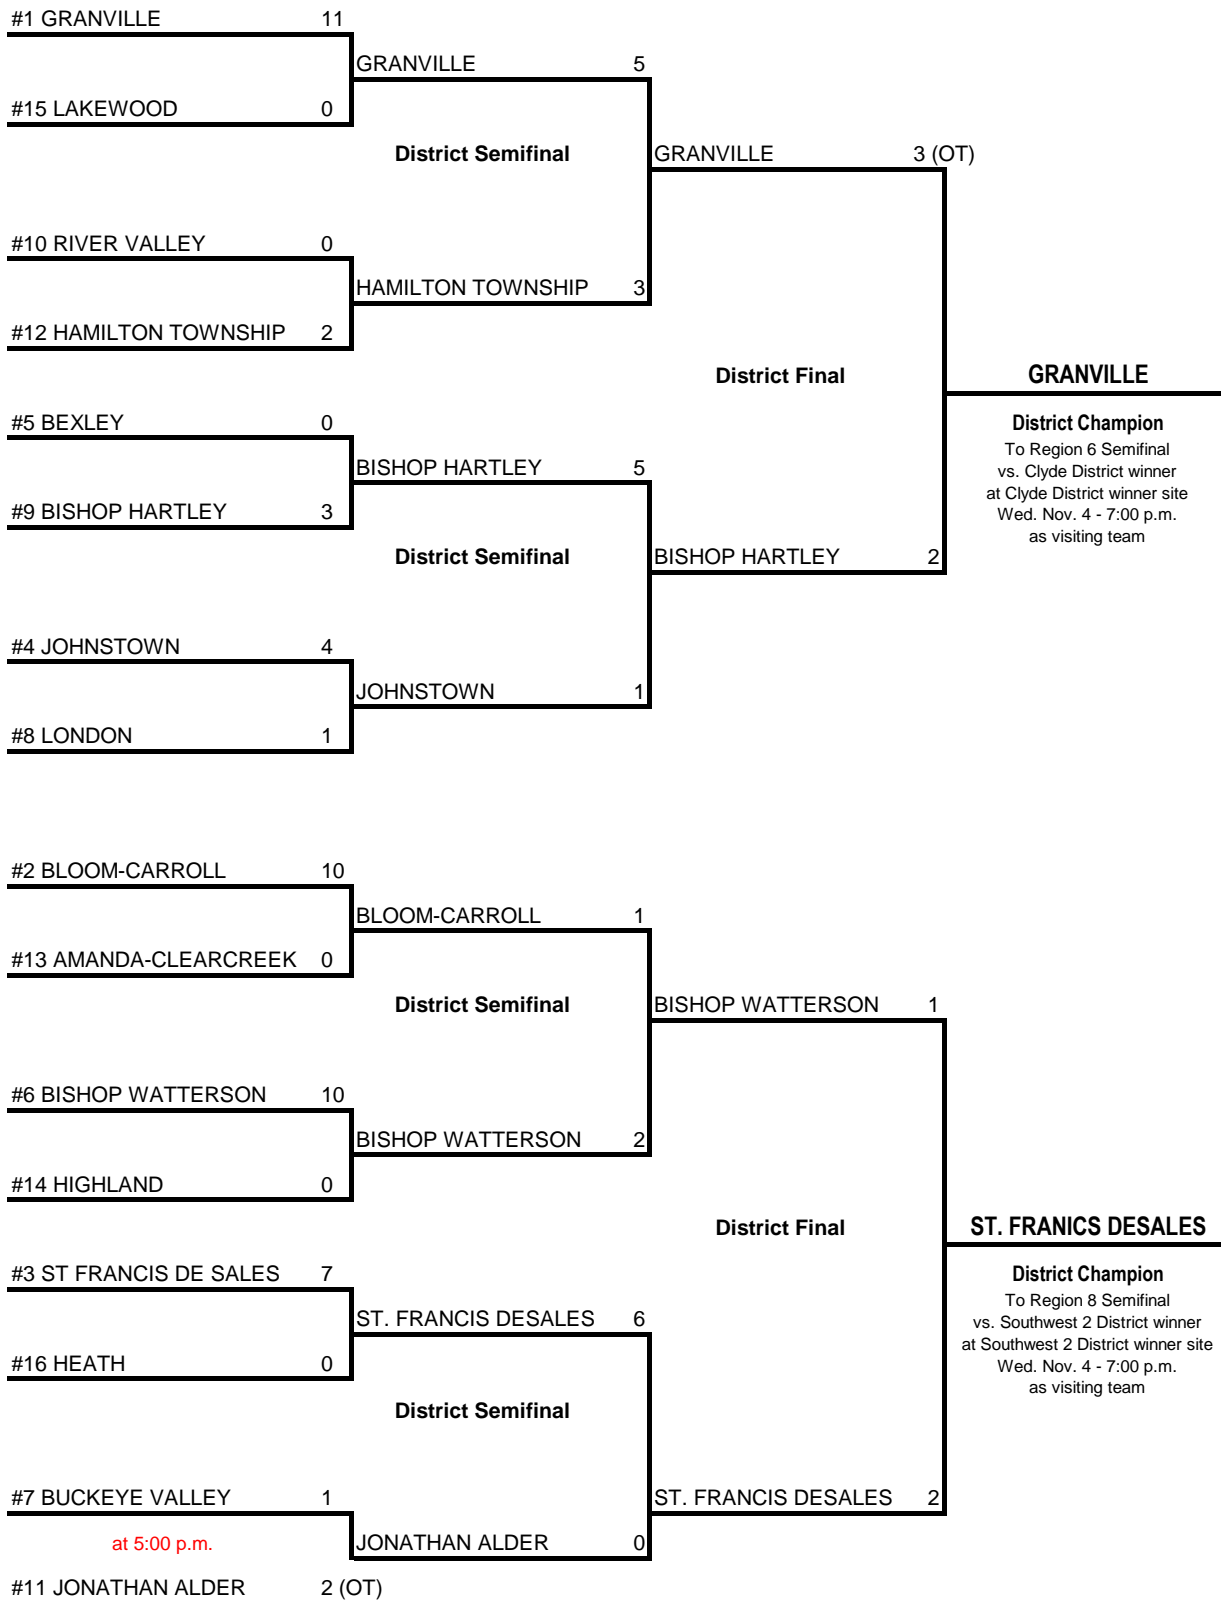 #1 GRANVILLE 11
GRANVILLE 5
#15 LAKEWOOD 0
District Semifinal
GRANVILLE 3 (OT)
#10 RIVER VALLEY 0
HAMILTON TOWNSHIP 3
#12 HAMILTON TOWNSHIP 2
District Final
GRANVILLE
#5 BEXLEY 0
District Champion
To Region 6 Semifinal
vs. Clyde District winner
at Clyde District winner site
Wed. Nov. 4 - 7:00 p.m.
as visiting team
BISHOP HARTLEY 5
#9 BISHOP HARTLEY 3
District Semifinal
BISHOP HARTLEY 2
#4 JOHNSTOWN 4
JOHNSTOWN 1
#8 LONDON 1
#2 BLOOM-CARROLL 10
BLOOM-CARROLL 1
#13 AMANDA-CLEARCREEK 0
District Semifinal
BISHOP WATTERSON 1
#6 BISHOP WATTERSON 10
BISHOP WATTERSON 2
#14 HIGHLAND 0
District Final
ST. FRANICS DESALES
#3 ST FRANCIS DE SALES 7
District Champion
To Region 8 Semifinal
vs. Southwest 2 District winner
at Southwest 2 District winner site
Wed. Nov. 4 - 7:00 p.m.
as visiting team
ST. FRANCIS DESALES 6
#16 HEATH 0
District Semifinal
#7 BUCKEYE VALLEY 1
ST. FRANCIS DESALES 2
at 5:00 p.m.
JONATHAN ALDER 0
#11 JONATHAN ALDER 2 (OT)